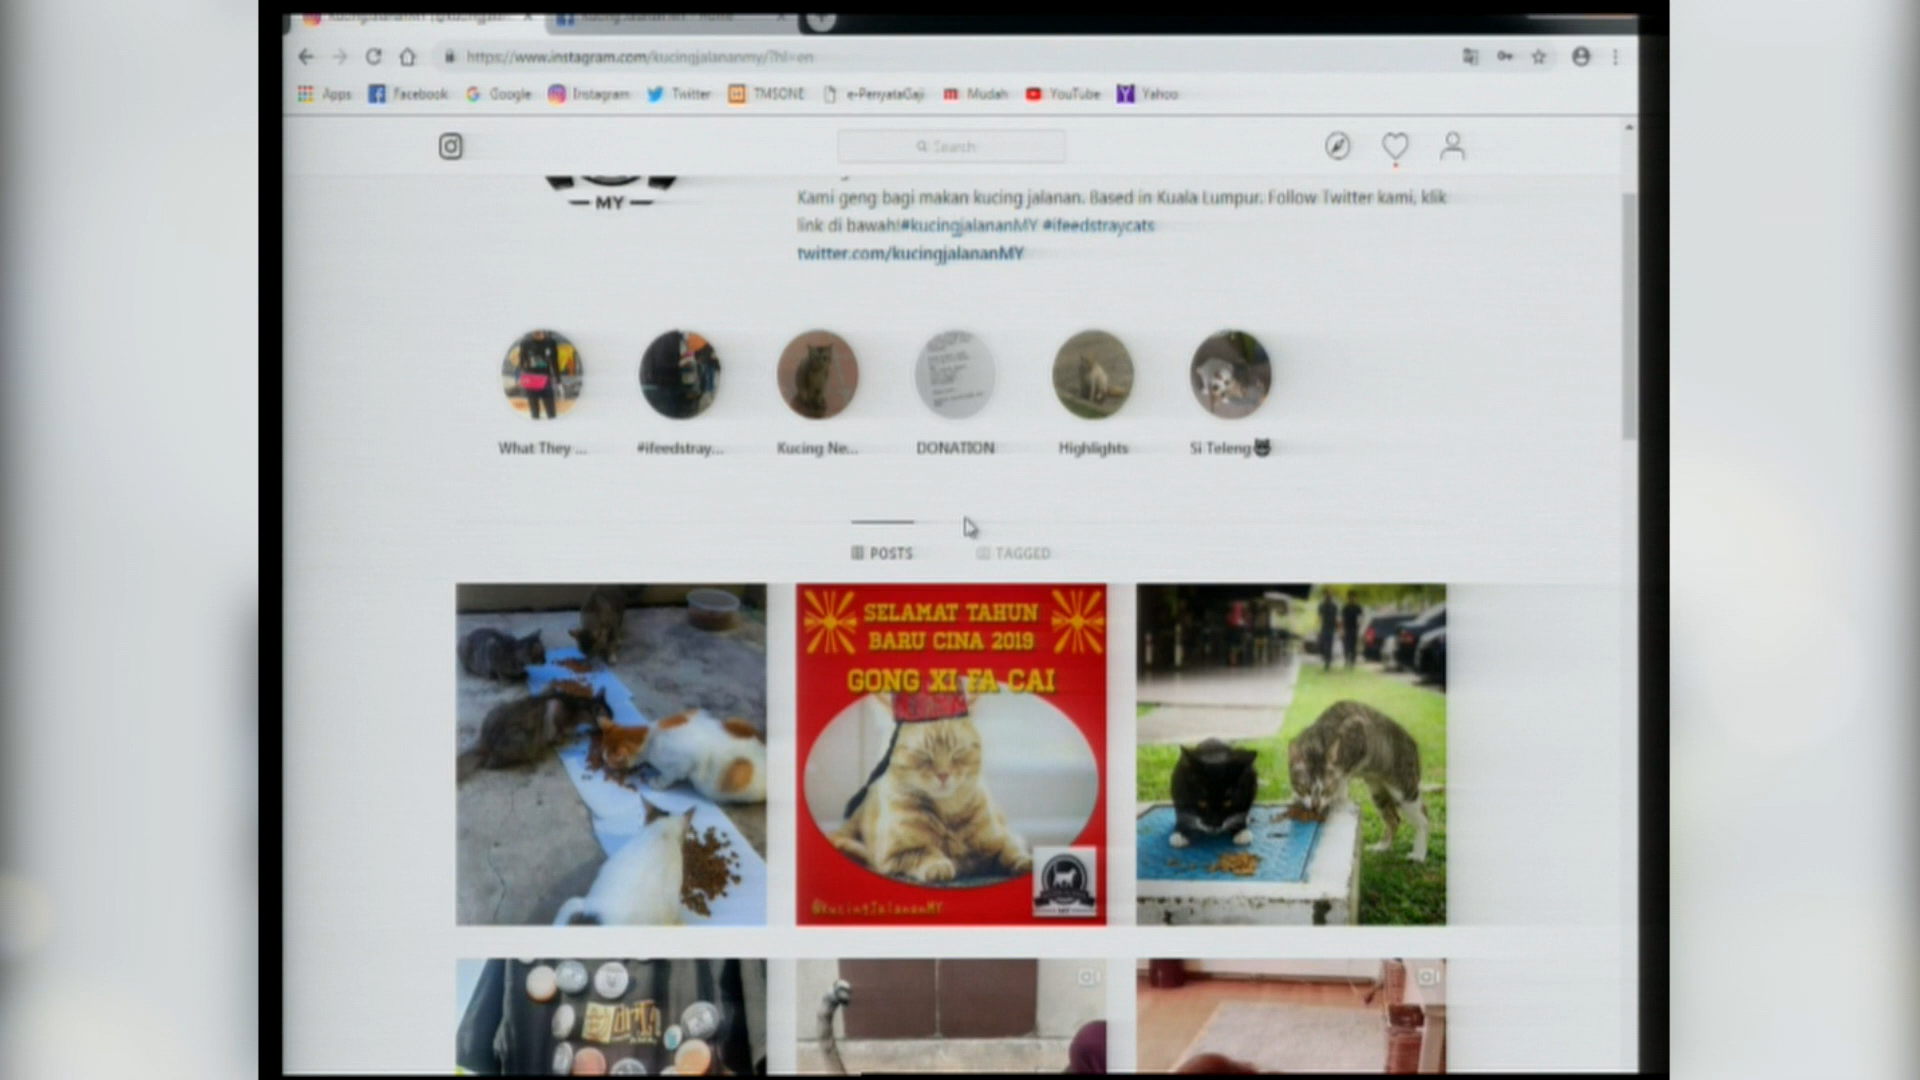 https://www.instagram.com/kucingjalananmy/?hl=en
Apps Facebook Google Instagram Twitter TMSONE e-PenyataGaji Mudah YouTube Yahoo
Search
MY
Kami geng bagi makan kucing jalanan. Based in Kuala Lumpur. Follow Twitter kami, klik
link di bawah!#kucingjalananMY #ifeedstraycats
twitter.com/kucingjalananMY
What They ... #ifeedstray... Kucing Ne... DONATION Highlights Si Teleng
POSTS TAGGED
SELAMAT TAHUN
BARU CINA 2019
GONG XI FA CAI
@KucingJalananMY
MY